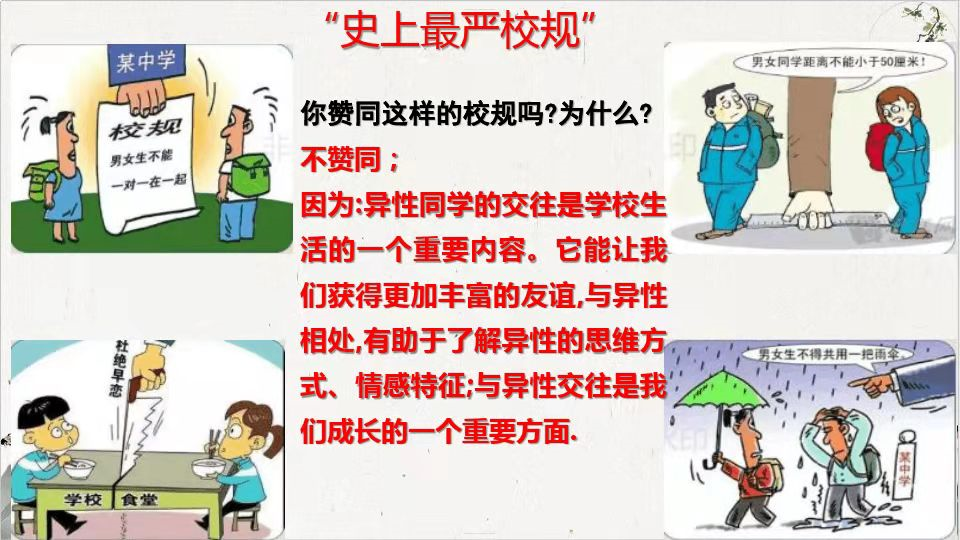 “史上最严校规”
某中学
校规
男女生不能
一对一在一起
你赞同这样的校规吗?为什么?
不赞同；
因为:异性同学的交往是学校生
活的一个重要内容。它能让我
们获得更加丰富的友谊,与异性
相处,有助于了解异性的思维方
式、情感特征;与异性交往是我
们成长的一个重要方面.
男女同学距离不能小于50厘米!
杜绝早恋
学校食堂
男女生不得共用一把雨伞。
某中学